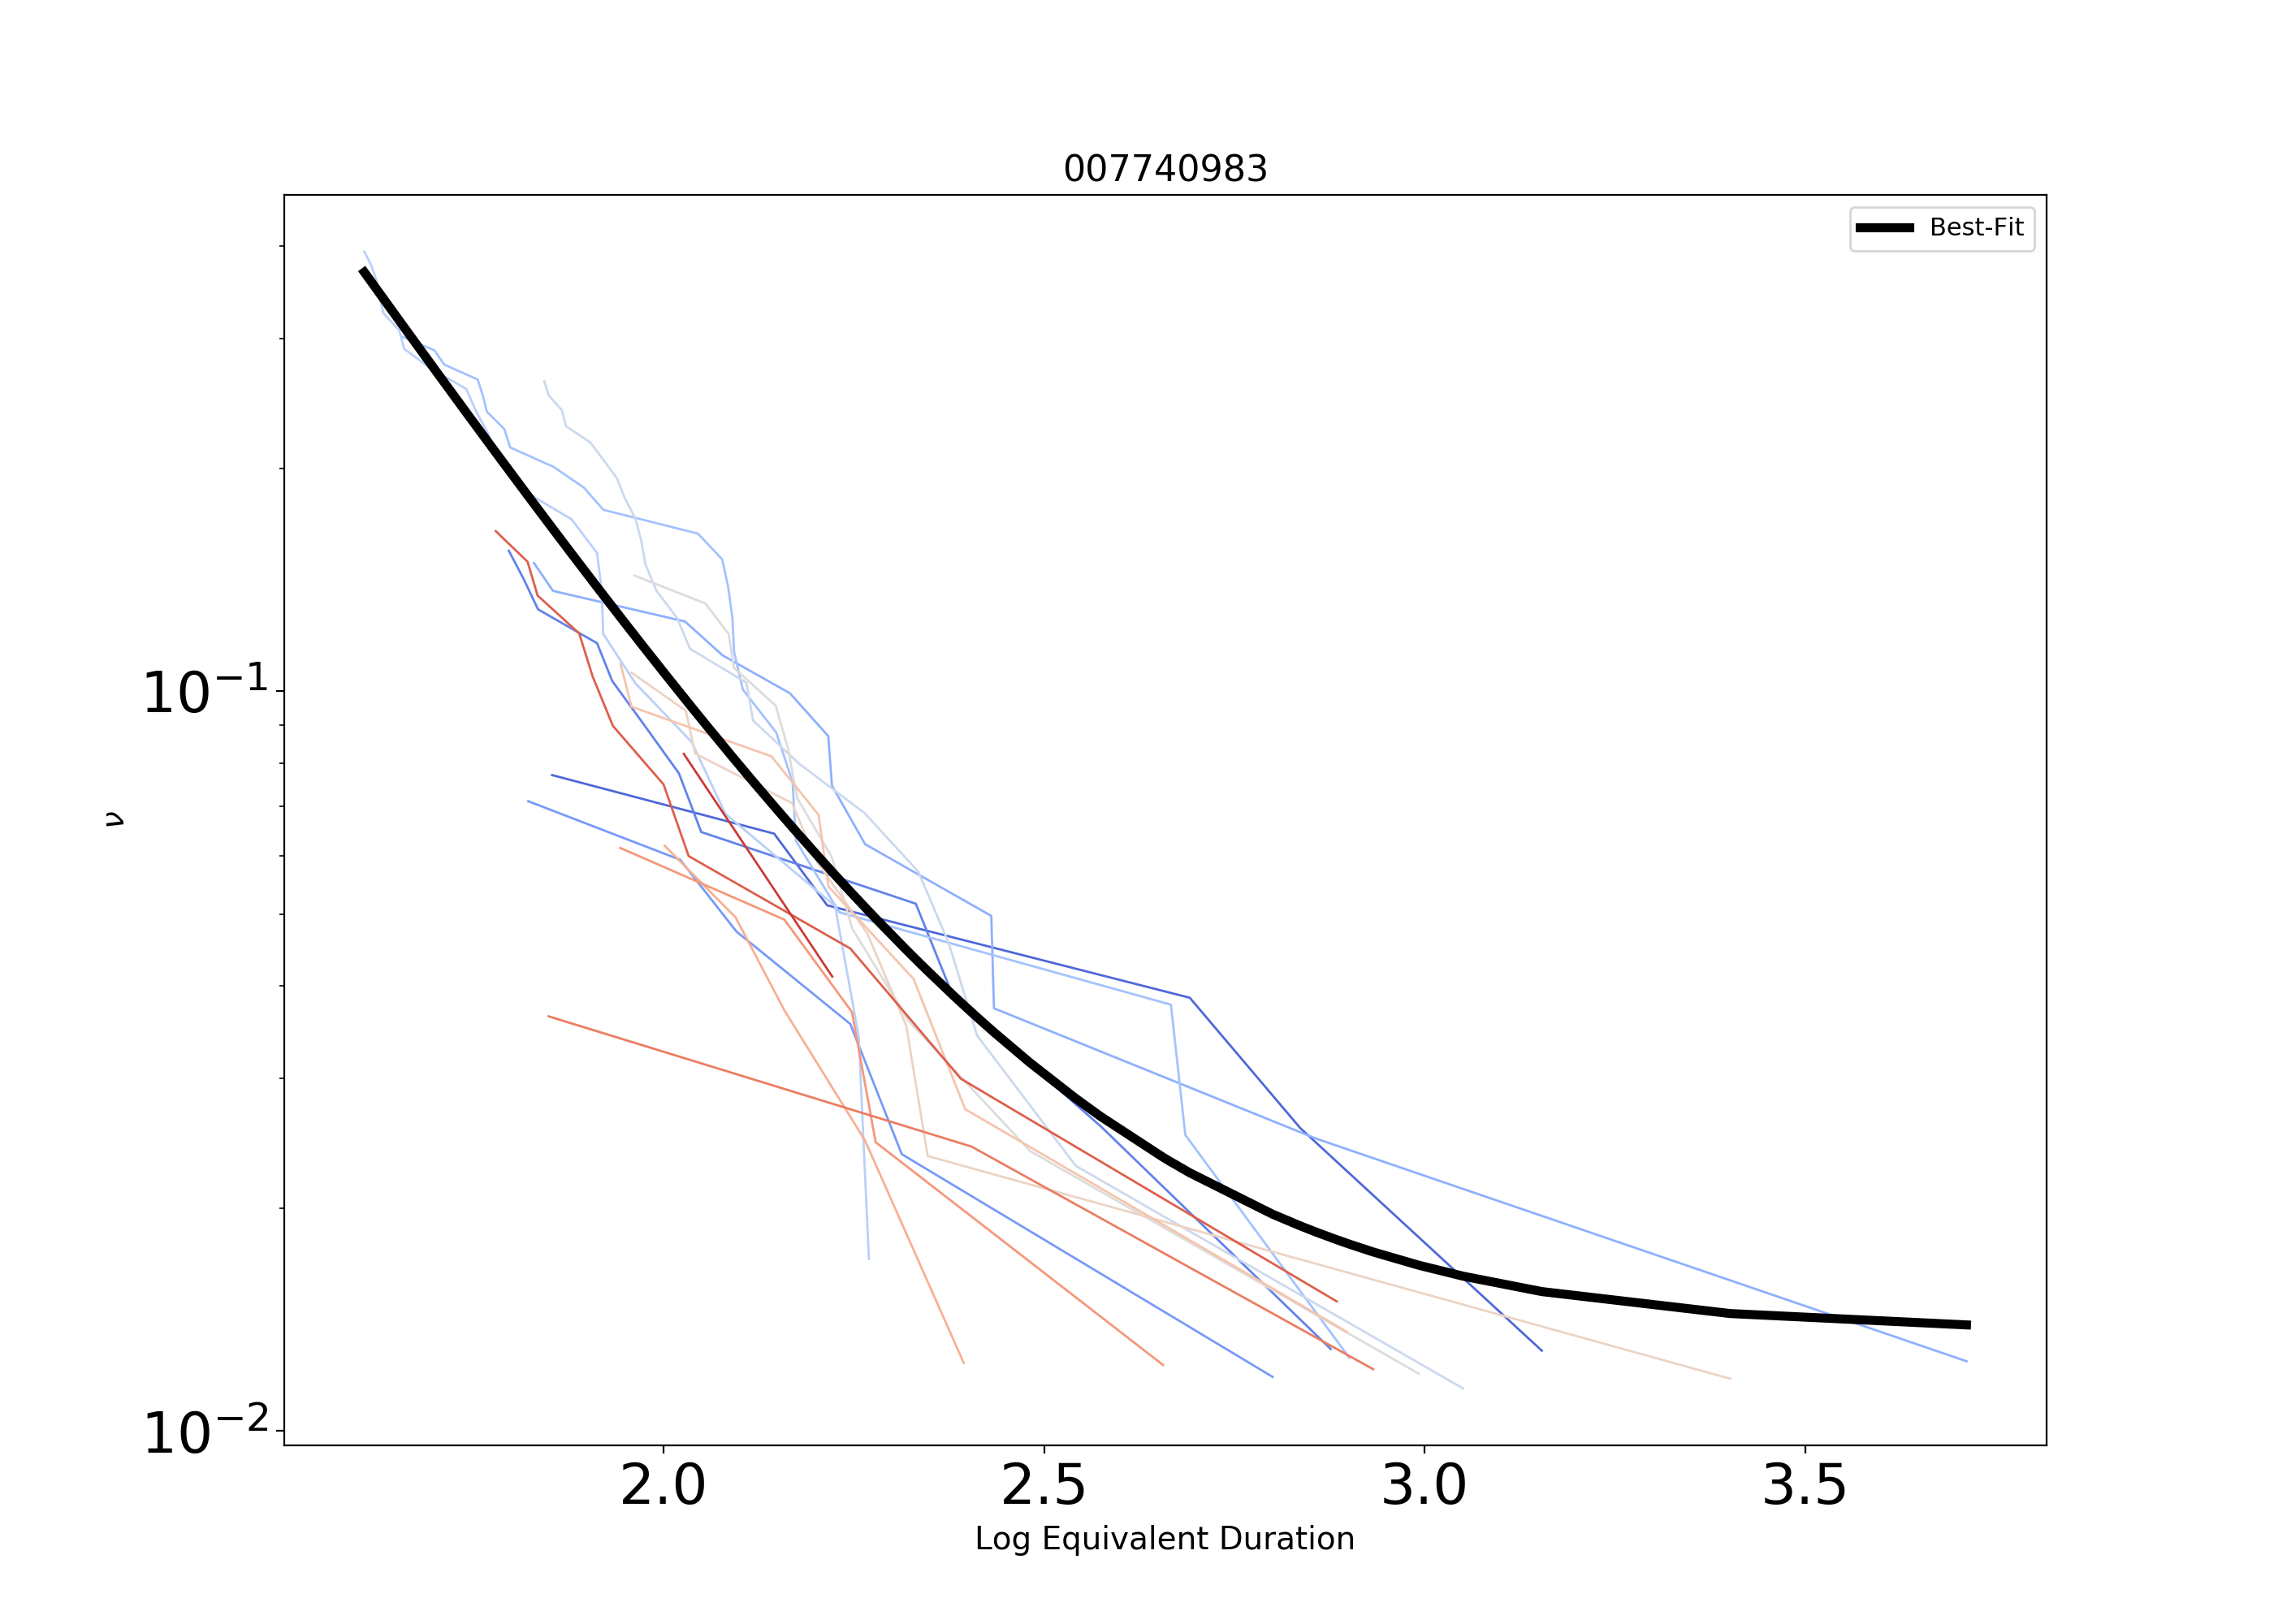 007740983
Best-Fit
10⁻¹
ν
10⁻²
2.0 2.5 3.0 3.5
Log Equivalent Duration